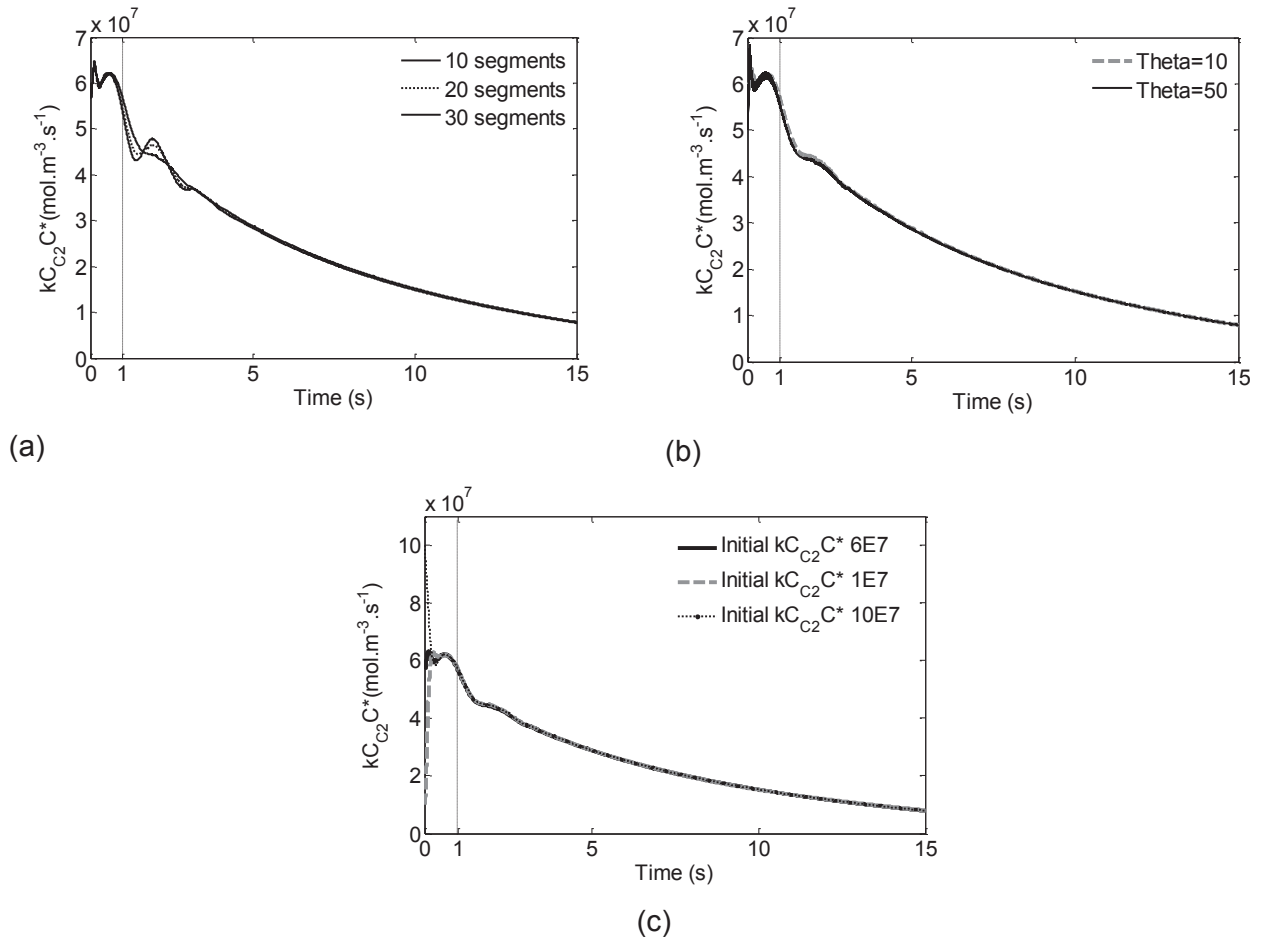 x 10^7
7
6
5
4
3
2
1
0
kC_C2C*(mol.m^-3.s^-1)
10 segments
20 segments
30 segments
0 1 5 10 15
Time (s)
(a)
x 10^7
7
6
5
4
3
2
1
0
kC_C2C*(mol.m^-3.s^-1)
Theta=10
Theta=50
0 1 5 10 15
Time (s)
(b)
x 10^7
10
8
6
4
2
0
kC_C2C*(mol.m^-3.s^-1)
Initial kC_C2C* 6E7
Initial kC_C2C* 1E7
Initial kC_C2C* 10E7
0 1 5 10 15
Time (s)
(c)